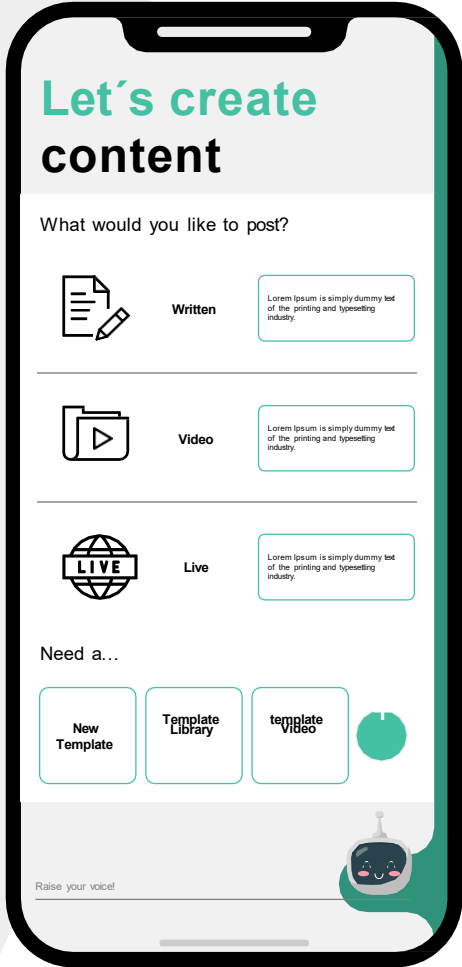 Let´s create
content
What would you like to post?
Written
Lorem Ipsum is simply dummy text
of the printing and typesetting
industry.
Video
Lorem Ipsum is simply dummy text
of the printing and typesetting
industry.
LIVE
Live
Lorem Ipsum is simply dummy text
of the printing and typesetting
industry.
Need a...
New
Template
Template
Library
template
Video
Raise your voice!